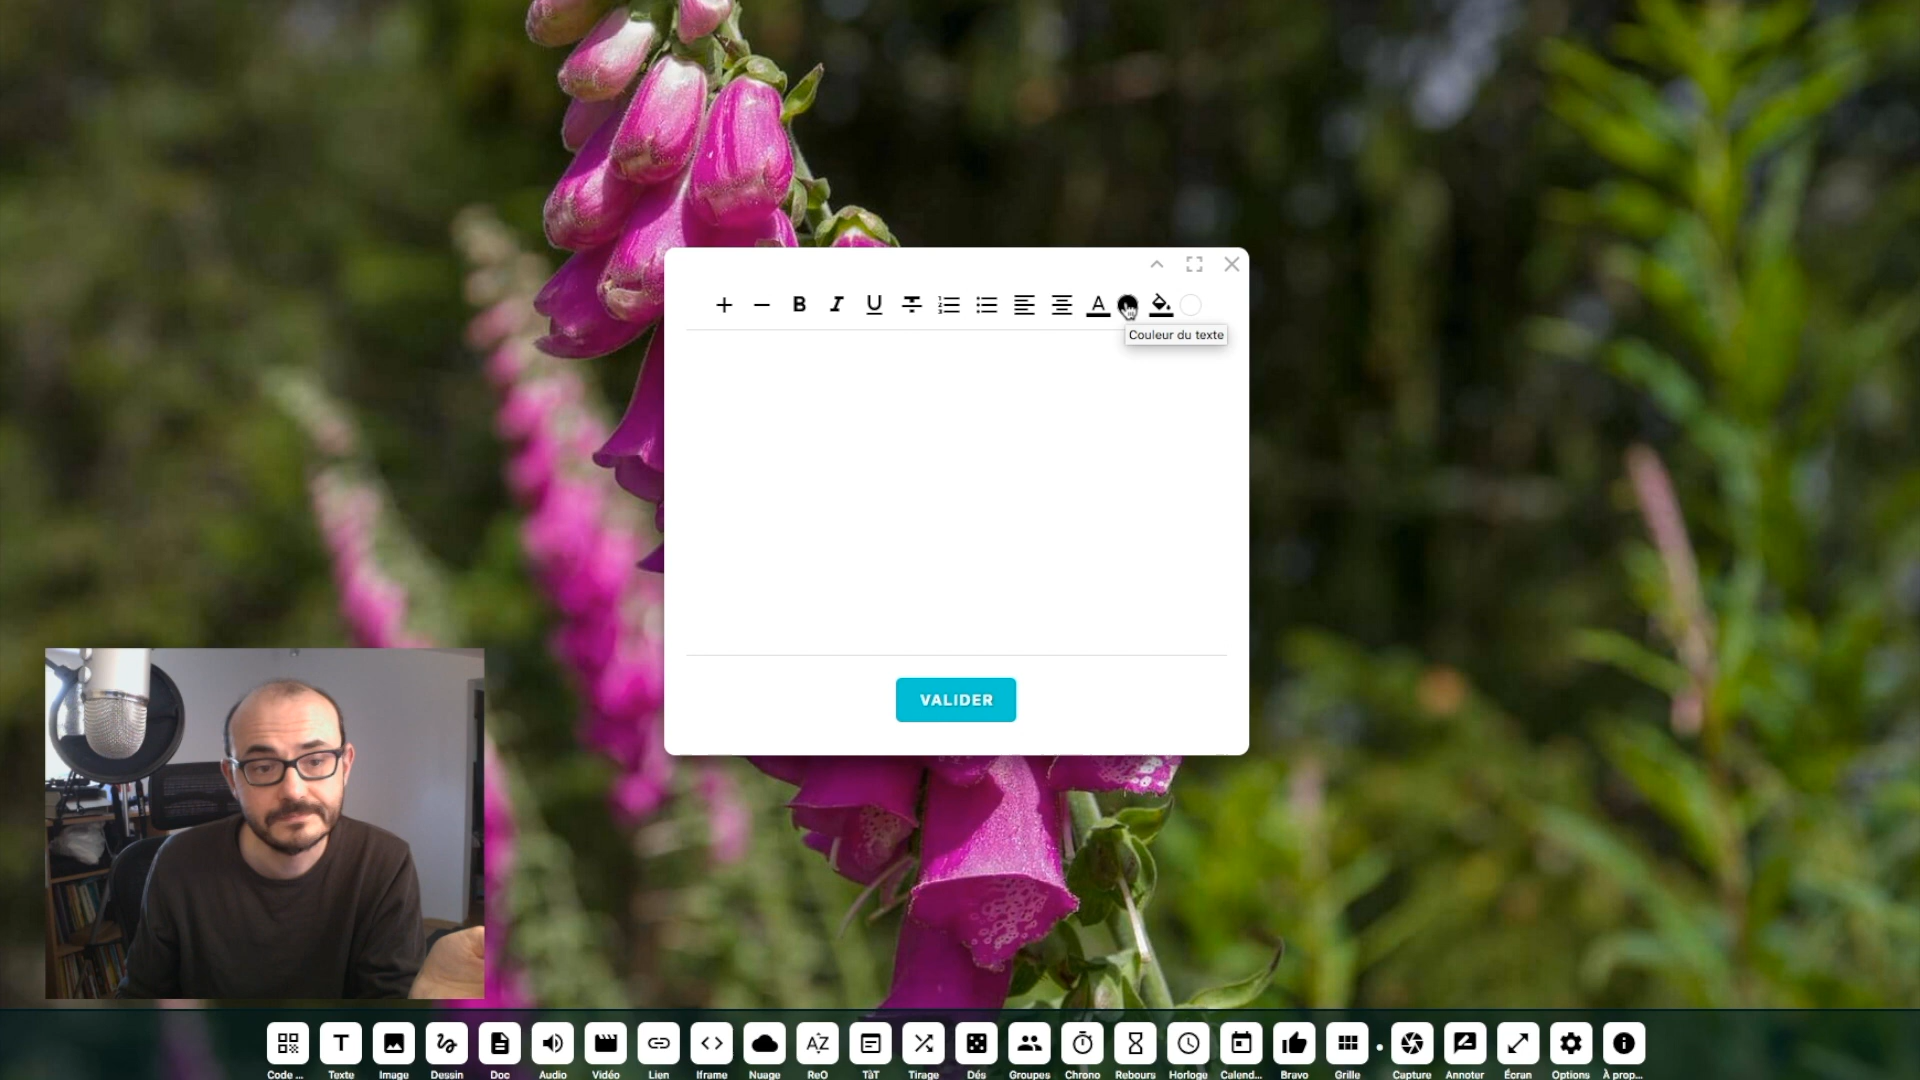 Couleur du texte
VALIDER
Code ... Texte Image Dessin Doc Audio Vidéo Lien Iframe Nuage ReO TàT Tirage Dés Groupes Chrono Rebours Horloge Calend... Bravo Grille Capture Annoter Écran Options À prop...